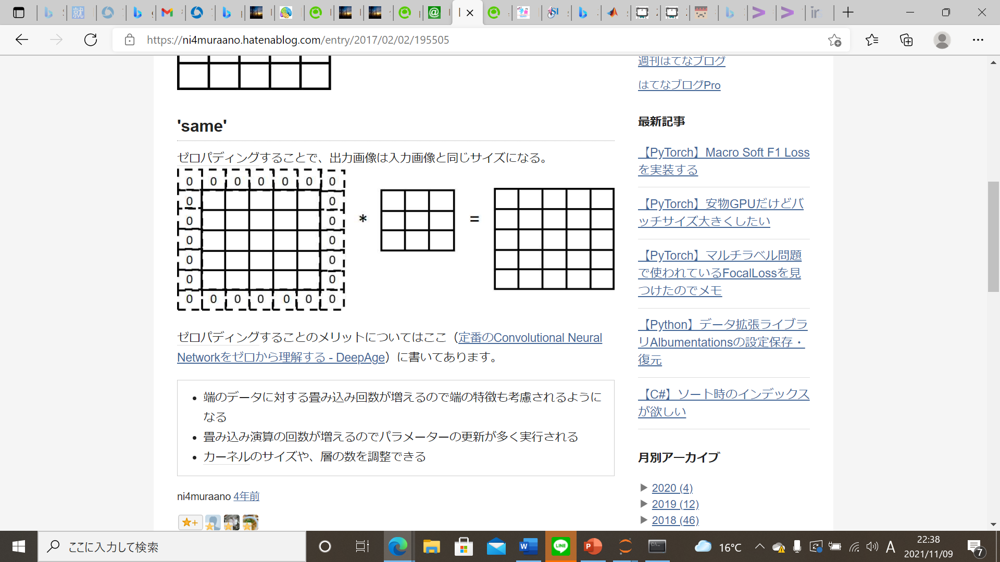 https://ni4muraano.hatenablog.com/entry/2017/02/02/195505
'same'
ゼロパディングすることで、出力画像は入力画像と同じサイズになる。
0 0 0 0 0 0 0
0 0
0 0
0 0
0 0
0 0
0 0 0 0 0 0 0
*
=
ゼロパディングすることのメリットについてはここ（定番のConvolutional Neural
Networkをゼロから理解する - DeepAge）に書いてあります。
• 端のデータに対する畳み込み回数が増えるので端の特徴も考慮されるように
なる
• 畳み込み演算の回数が増えるのでパラメーターの更新が多く実行される
• カーネルのサイズや、層の数を調整できる
ni4muraano 4年前
★+
週刊はてなブログ
はてなブログPro
最新記事
【PyTorch】Macro Soft F1 Loss
を実装する
【PyTorch】安物GPUだけどバ
ッチサイズ大きくしたい
【PyTorch】マルチラベル問題
で使われているFocalLossを見
つけたのでメモ
【Python】データ拡張ライブラ
リAlbumentationsの設定保存・
復元
【C#】ソート時のインデックス
が欲しい
月別アーカイブ
▶ 2020 (4)
▶ 2019 (12)
▶ 2018 (46)
ここに入力して検索
16°C
A
22:38
2021/11/09
7